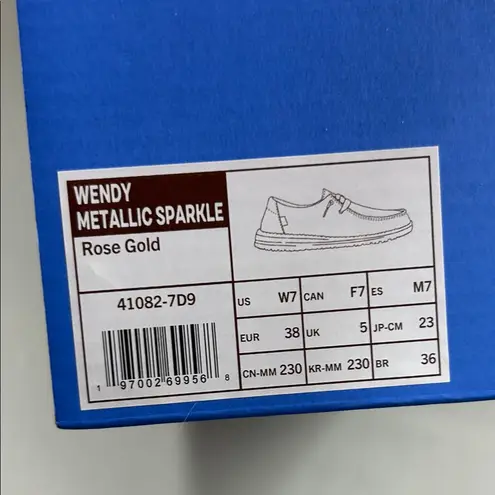 WENDY
METALLIC SPARKLE
Rose Gold
41082-7D9
1 97002 69956 8
US W7 CAN F7 ES M7
EUR 38 UK 5 JP-CM 23
CN-MM 230 KR-MM 230 BR 36